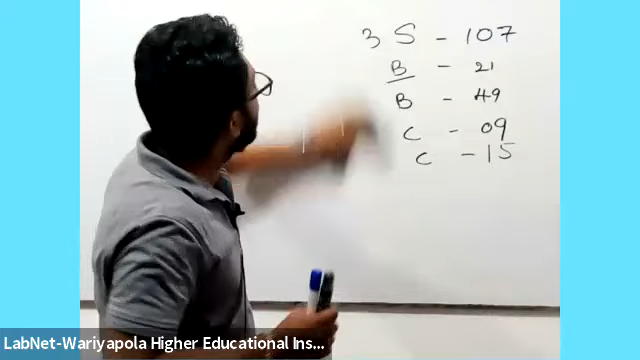 3 S - 107
B - 21
B - 49
C - 09
C - 15
LabNet-Wariyapola Higher Educational Ins...